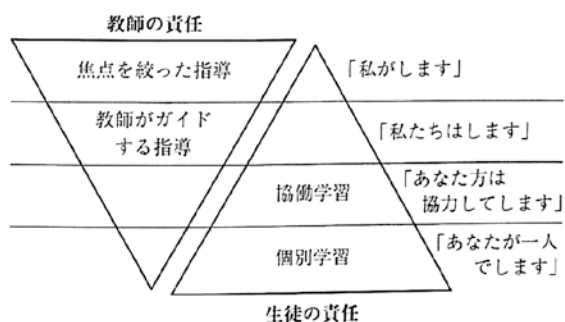 教師の責任
焦点を絞った指導
「私がします」
教師がガイド
する指導
「私たちはします」
協働学習
「あなた方は
協力してします」
個別学習
「あなたが一人
でします」
生徒の責任